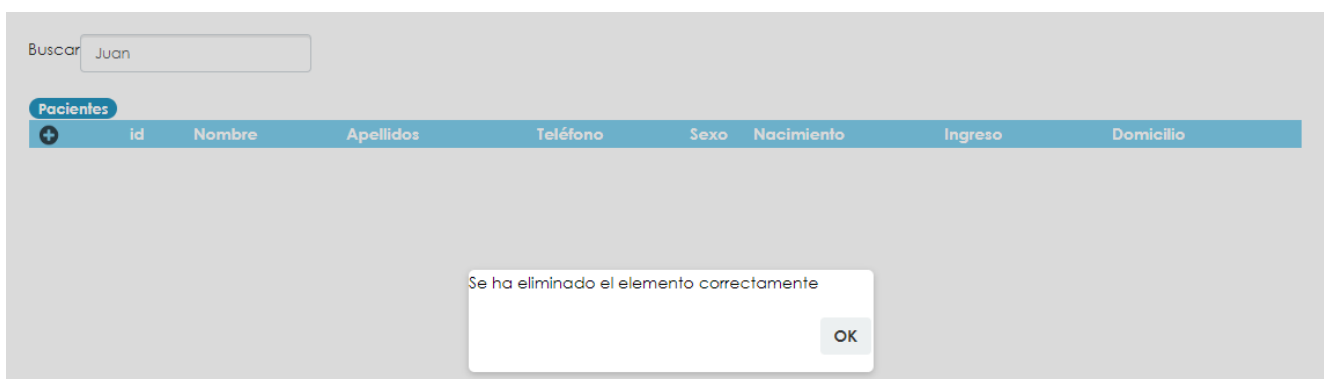 Buscar Juan
Pacientes
id Nombre Apellidos Teléfono Sexo Nacimiento Ingreso Domicilio
Se ha eliminado el elemento correctamente
OK